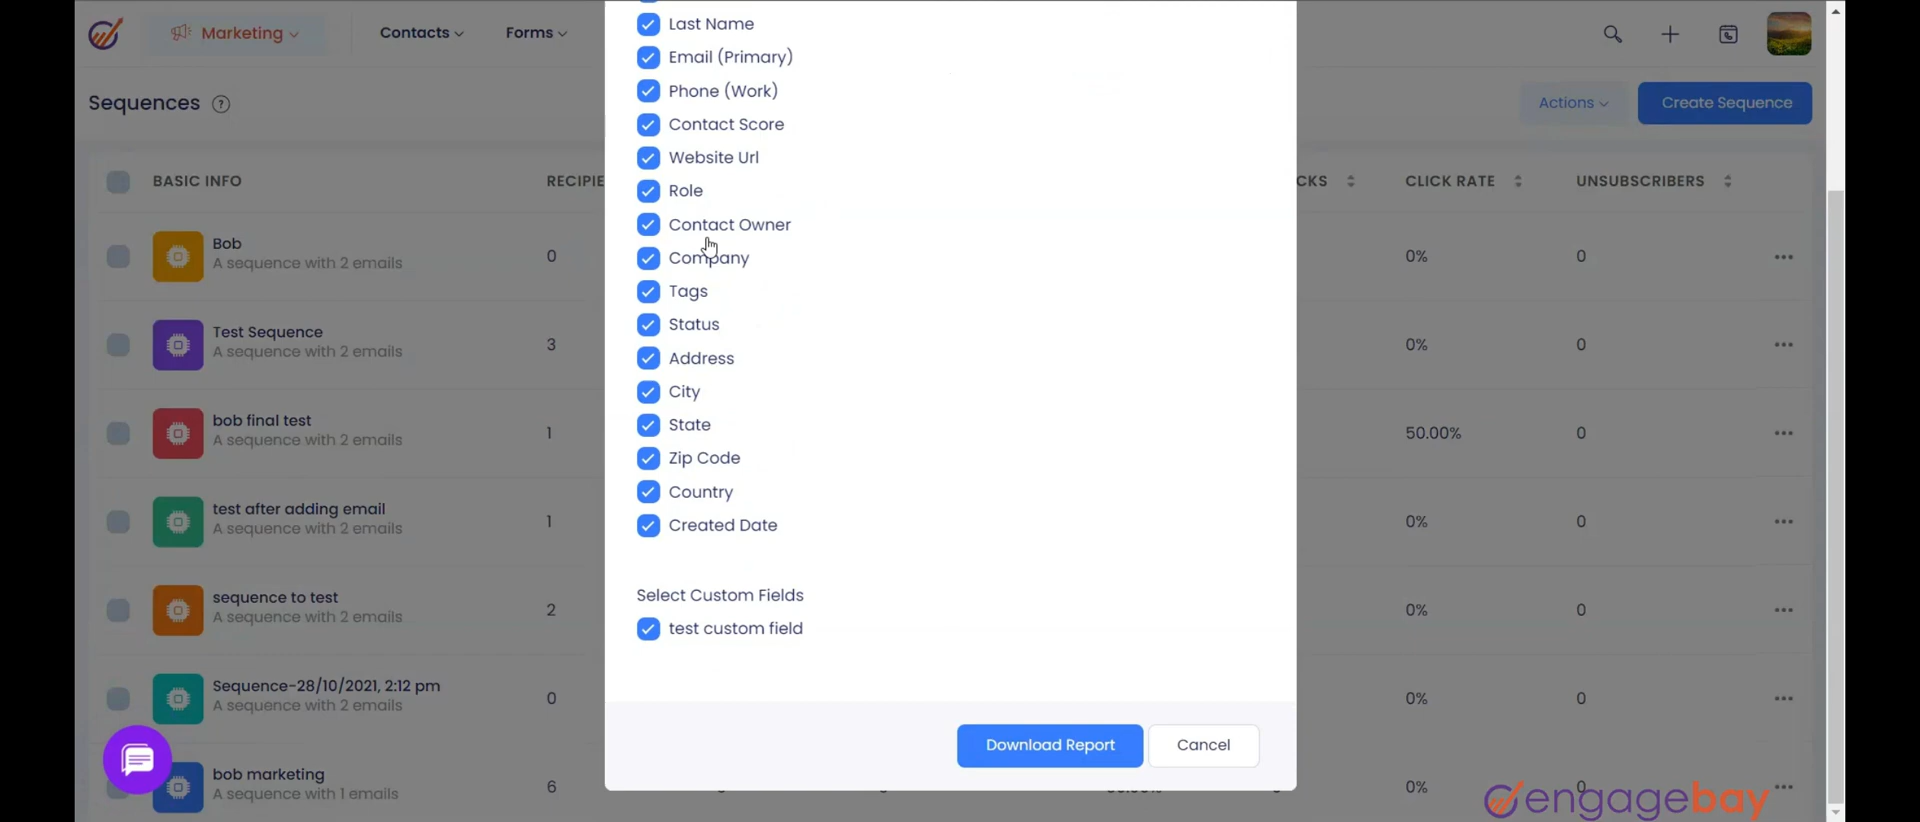 Marketing
Contacts
Forms
Sequences ?
Actions
Create Sequence
BASIC INFO
CLICK RATE
UNSUBSCRIBERS
Bob
A sequence with 2 emails
0
0%
0
Test Sequence
A sequence with 2 emails
3
0%
0
bob final test
A sequence with 2 emails
1
50.00%
0
test after adding email
A sequence with 2 emails
1
0%
0
sequence to test
A sequence with 2 emails
2
0%
0
Sequence-28/10/2021, 2:12 pm
A sequence with 2 emails
0
0%
0
bob marketing
A sequence with 1 emails
6
0%
Last Name
Email (Primary)
Phone (Work)
Contact Score
Website Url
Role
Contact Owner
Company
Tags
Status
Address
City
State
Zip Code
Country
Created Date
Select Custom Fields
test custom field
Download Report
Cancel
engagebay